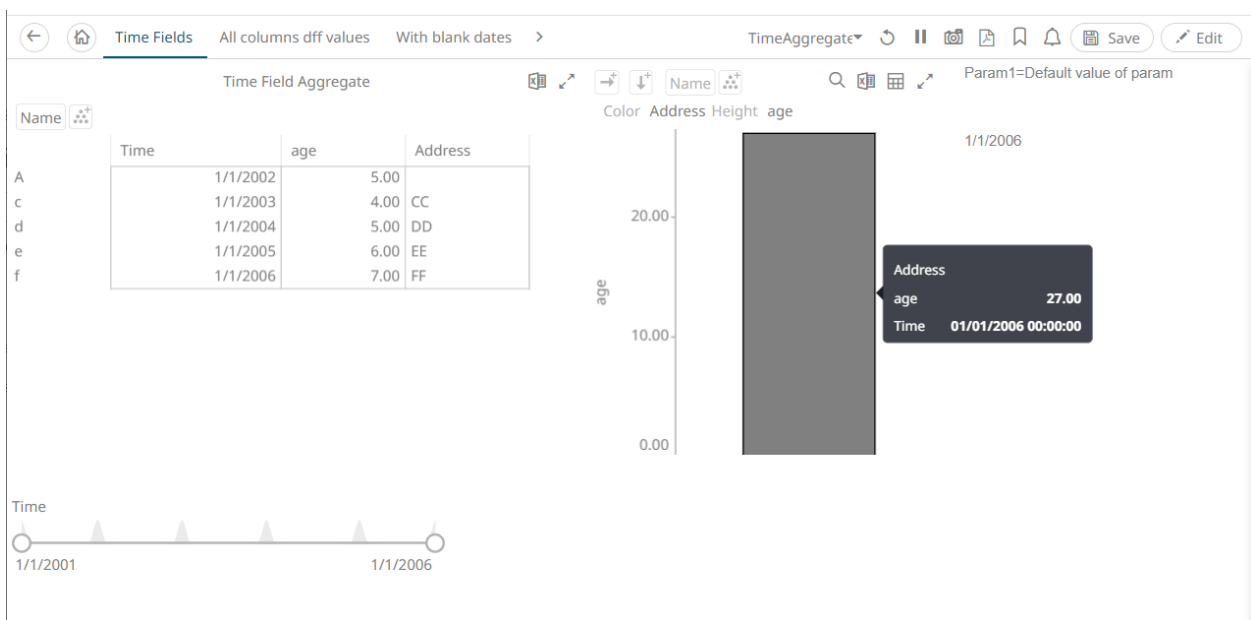 Time Fields All columns dff values With blank dates TimeAggregate Save Edit
Time Field Aggregate
Name
Time age Address
A 1/1/2002 5.00
c 1/1/2003 4.00 CC
d 1/1/2004 5.00 DD
e 1/1/2005 6.00 EE
f 1/1/2006 7.00 FF
Time
1/1/2001 1/1/2006
Name
Color Address Height age
20.00
10.00
0.00
age
Address
age 27.00
Time 01/01/2006 00:00:00
Param1=Default value of param
1/1/2006